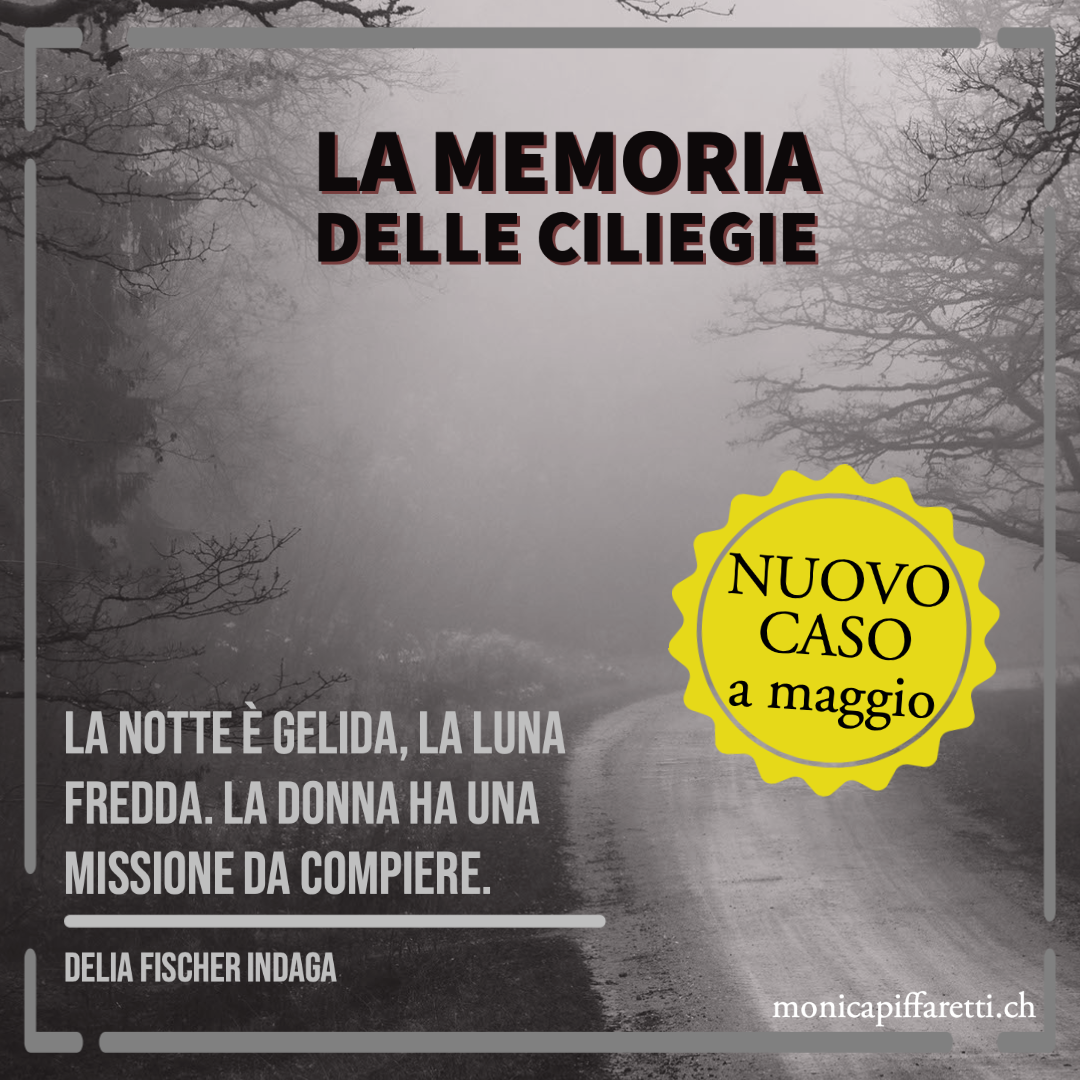 LA MEMORIA
DELLE CILIEGIE
NUOVO
CASO
a maggio
LA NOTTE È GELIDA, LA LUNA
FREDDA. LA DONNA HA UNA
MISSIONE DA COMPIERE.
DELIA FISCHER INDAGA
monicapiffaretti.ch